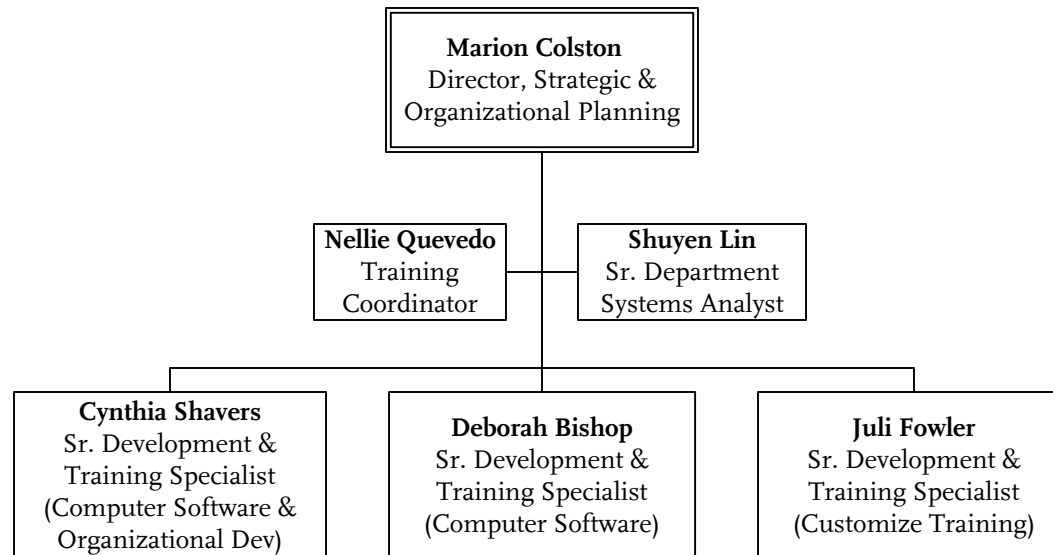 Marion Colston
Director, Strategic &
Organizational Planning
Nellie Quevedo
Training
Coordinator
Shuyen Lin
Sr. Department
Systems Analyst
Cynthia Shavers
Sr. Development &
Training Specialist
(Computer Software &
Organizational Dev)
Deborah Bishop
Sr. Development &
Training Specialist
(Computer Software)
Juli Fowler
Sr. Development &
Training Specialist
(Customize Training)